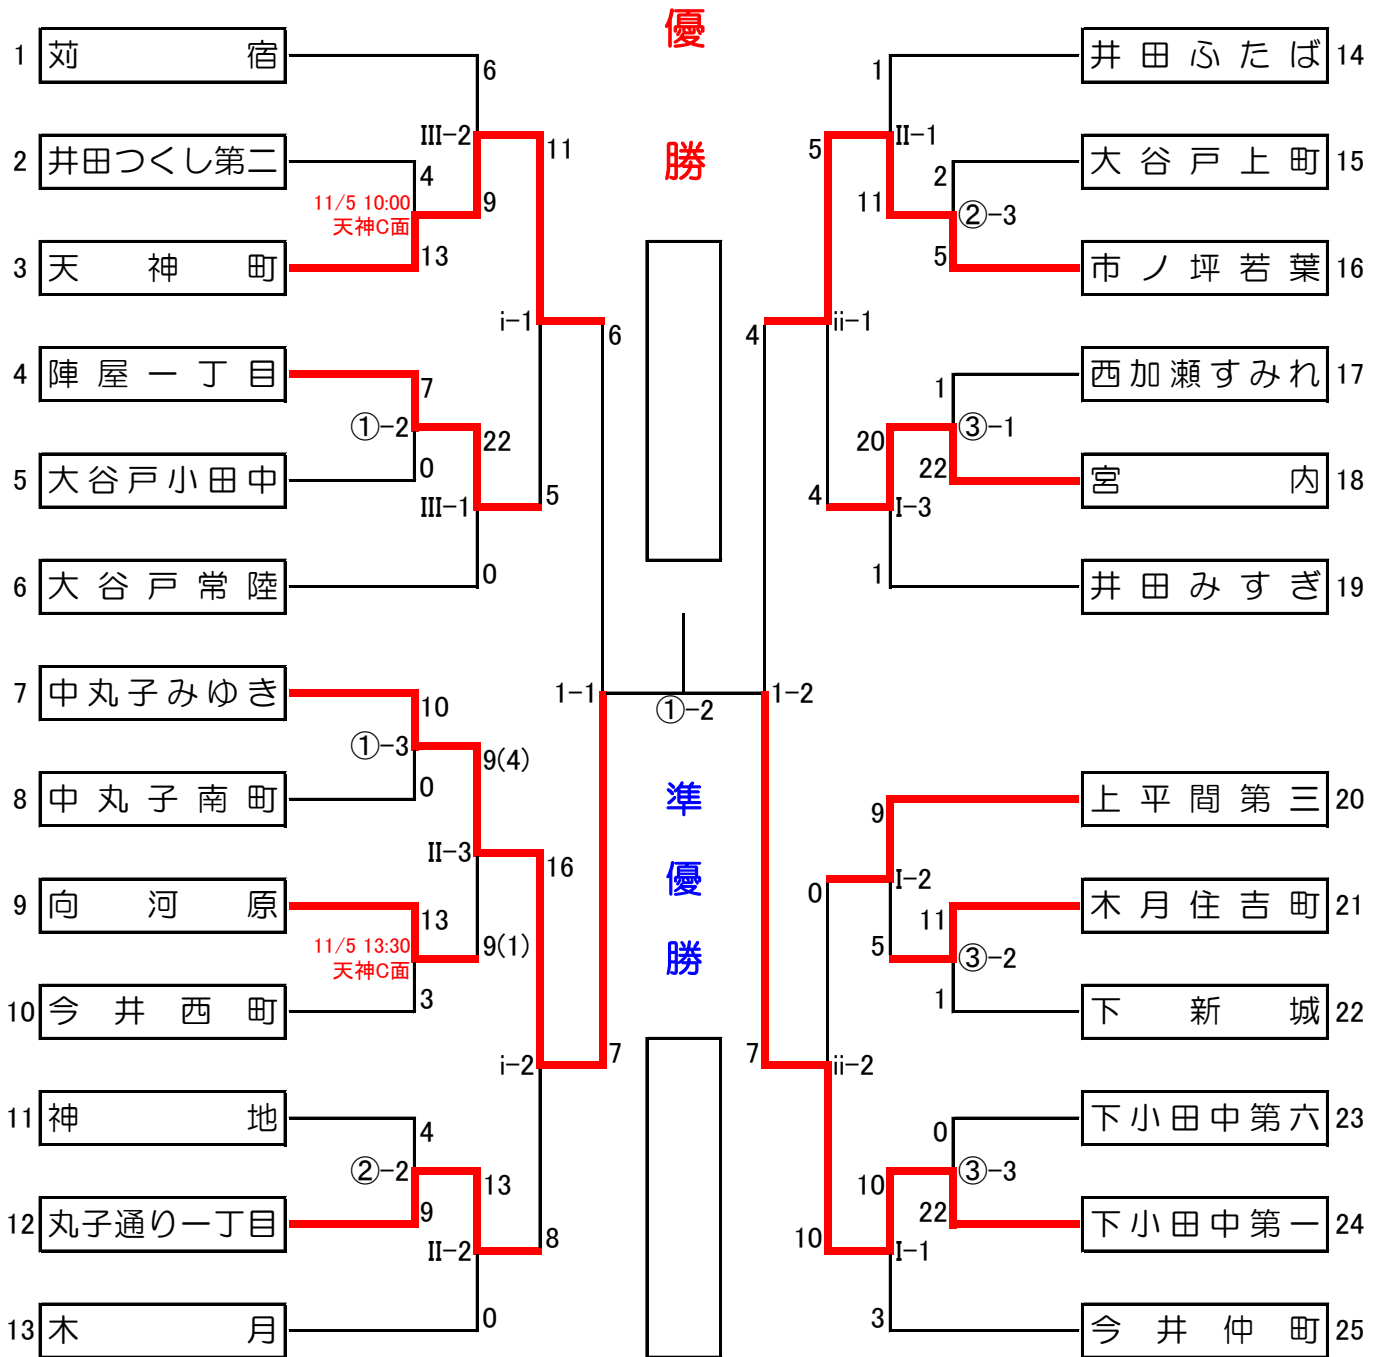 優
勝
1 苅宿
6
2 井田つくし第二
III-2
11
4
11/5 10:00
天神C面
9
3 天神町
13
i-1
6
4 陣屋一丁目
7
①-2
22
5 大谷戸小田中
0
III-1
5
6 大谷戸常陸
0
7 中丸子みゆき
10
1-1
①-3
9(4)
8 中丸子南町
0
II-3
16
9 向河原
13
11/5 13:30
天神C面
9(1)
10 今井西町
3
i-2
7
11 神地
4
②-2
13
12 丸子通り一丁目
9
II-2
8
13 木月
0
①-2
準
優
勝
井田ふたば 14
1
5
II-1
大谷戸上町 15
2
11
②-3
市ノ坪若葉 16
5
4
ii-1
西加瀬すみれ 17
1
20
③-1
宮内 18
22
4
I-3
井田みすぎ 19
1
1-2
上平間第三 20
9
0
I-2
木月住吉町 21
11
5
③-2
下新城 22
1
7
ii-2
下小田中第六 23
0
10
③-3
下小田中第一 24
22
10
I-1
今井仲町 25
3